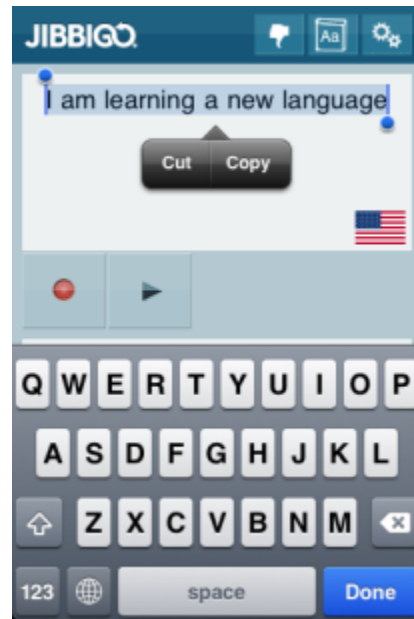 JIBBIGO
Aa
I am learning a new language
Cut Copy
Q W E R T Y U I O P
A S D F G H J K L
Z X C V B N M
123 space Done